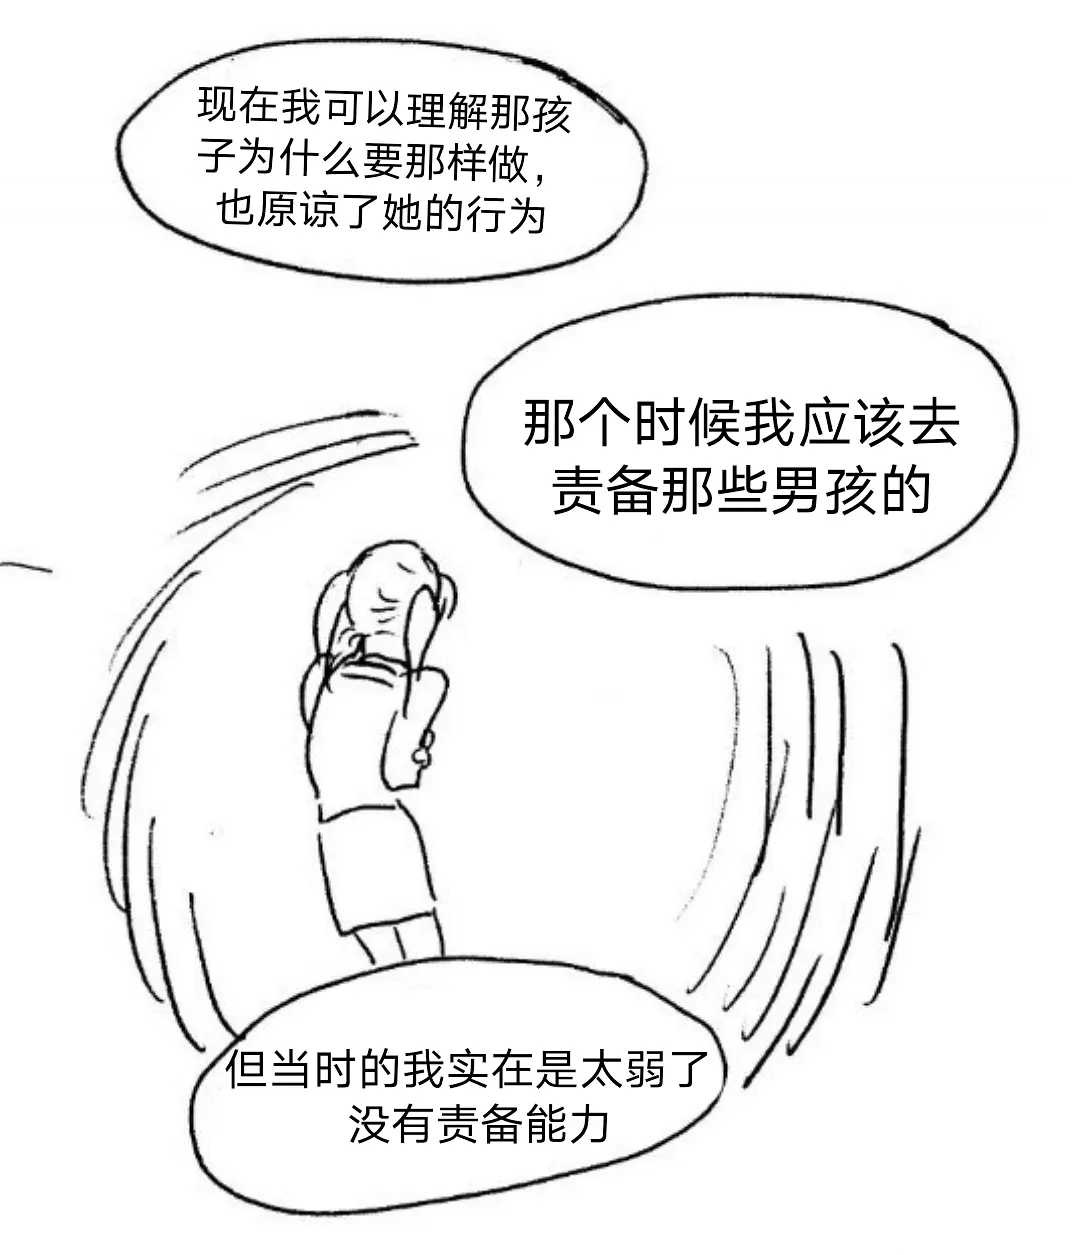 现在我可以理解那孩
子为什么要那样做，
也原谅了她的行为
那个时候我应该去
责备那些男孩的
但当时的我实在是太弱了
没有责备能力